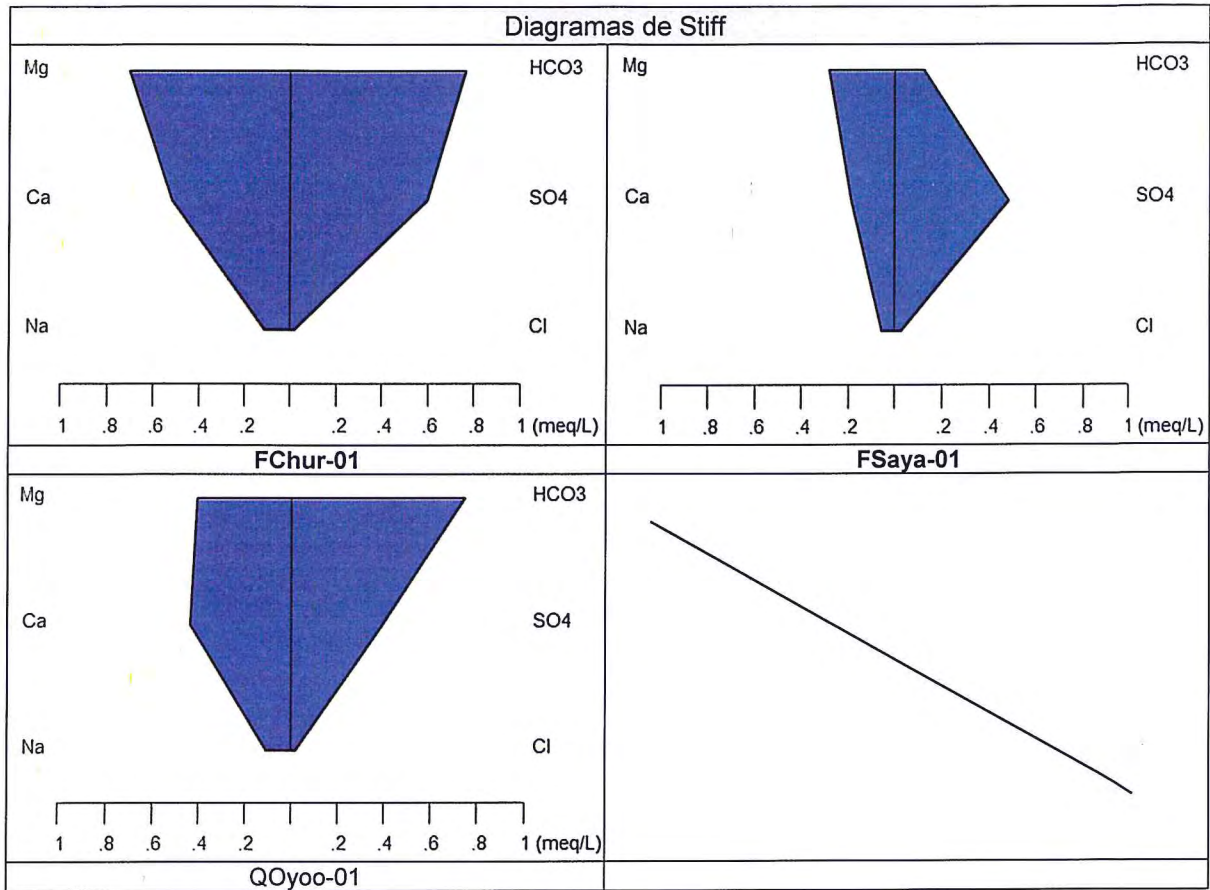 Diagramas de Stiff
Mg HCO3
Ca SO4
Na Cl
1 .8 .6 .4 .2 .2 .4 .6 .8 1 (meq/L)
FChur-01
Mg HCO3
Ca SO4
Na Cl
1 .8 .6 .4 .2 .2 .4 .6 .8 1 (meq/L)
FSaya-01
Mg HCO3
Ca SO4
Na Cl
1 .8 .6 .4 .2 .2 .4 .6 .8 1 (meq/L)
QOyoo-01